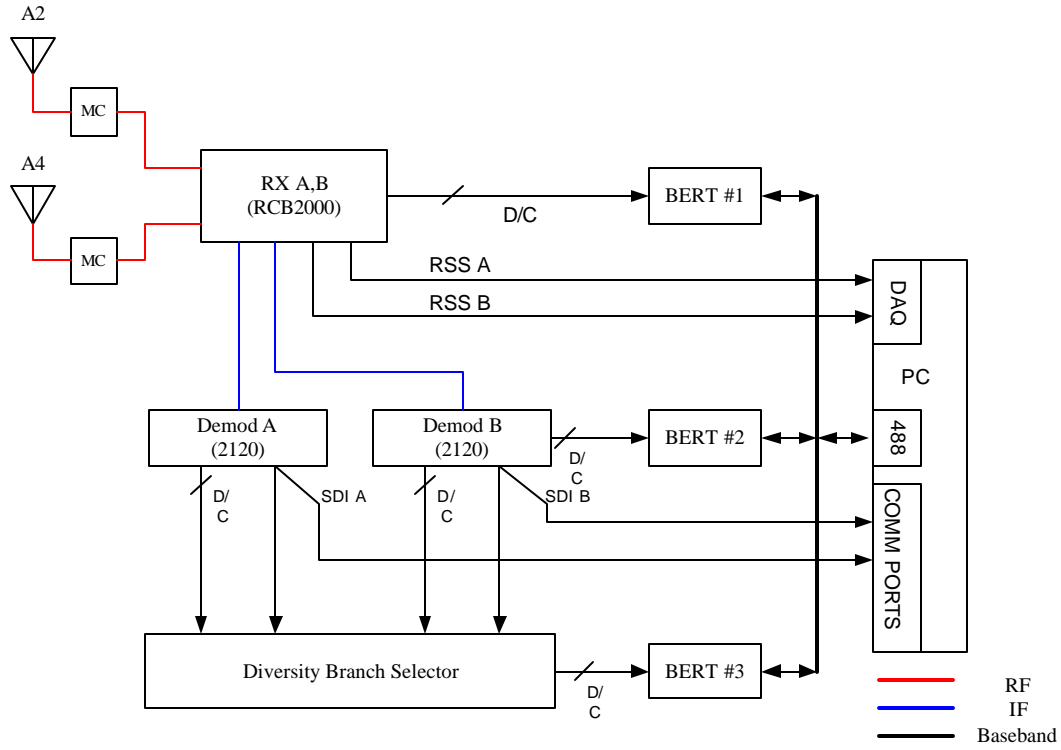 A2
MC
A4
MC
RX A,B
(RCB2000)
D/C
BERT #1
RSS A
RSS B
DAQ
PC
Demod A
(2120)
Demod B
(2120)
D/
C
BERT #2
488
D/
C
SDI A
D/
C
SDI B
COMM PORTS
Diversity Branch Selector
D/
C
BERT #3
RF
IF
Baseband